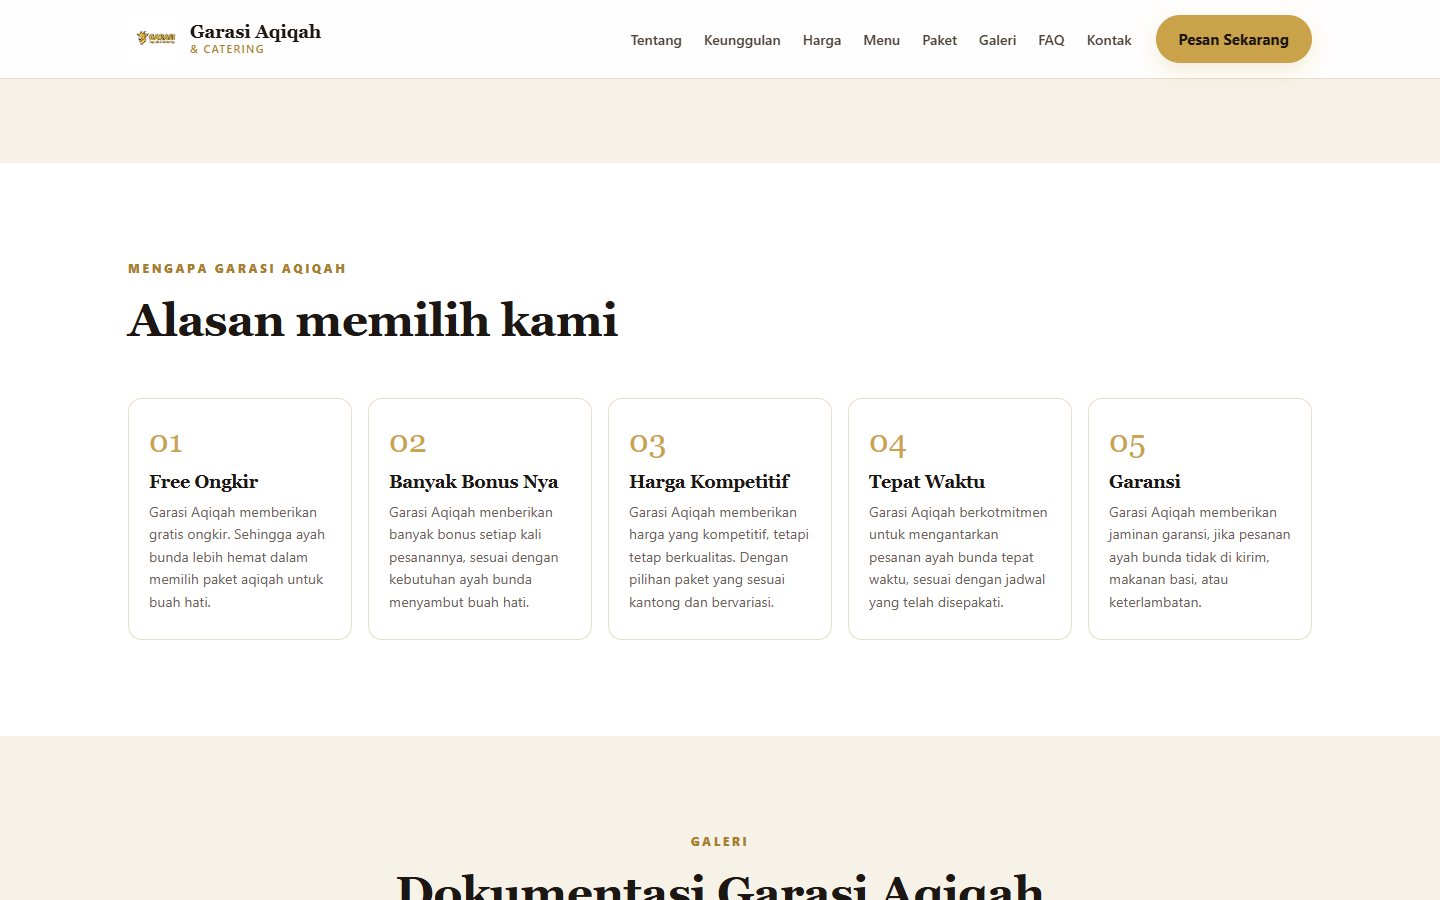 GARASI
Garasi Aqiqah
& CATERING
Tentang
Keunggulan
Harga
Menu
Paket
Galeri
FAQ
Kontak
Pesan Sekarang
MENGAPA GARASI AQIQAH
Alasan memilih kami
01
Free Ongkir
Garasi Aqiqah memberikan
gratis ongkir. Sehingga ayah
bunda lebih hemat dalam
memilih paket aqiqah untuk
buah hati.
02
Banyak Bonus Nya
Garasi Aqiqah menberikan
banyak bonus setiap kali
pesanannya, sesuai dengan
kebutuhan ayah bunda
menyambut buah hati.
03
Harga Kompetitif
Garasi Aqiqah memberikan
harga yang kompetitif, tetapi
tetap berkualitas. Dengan
pilihan paket yang sesuai
kantong dan bervariasi.
04
Tepat Waktu
Garasi Aqiqah berkotmitmen
untuk mengantarkan
pesanan ayah bunda tepat
waktu, sesuai dengan jadwal
yang telah disepakati.
05
Garansi
Garasi Aqiqah memberikan
jaminan garansi, jika pesanan
ayah bunda tidak di kirim,
makanan basi, atau
keterlambatan.
GALERI
Dokumentasi Garasi Aqiqah